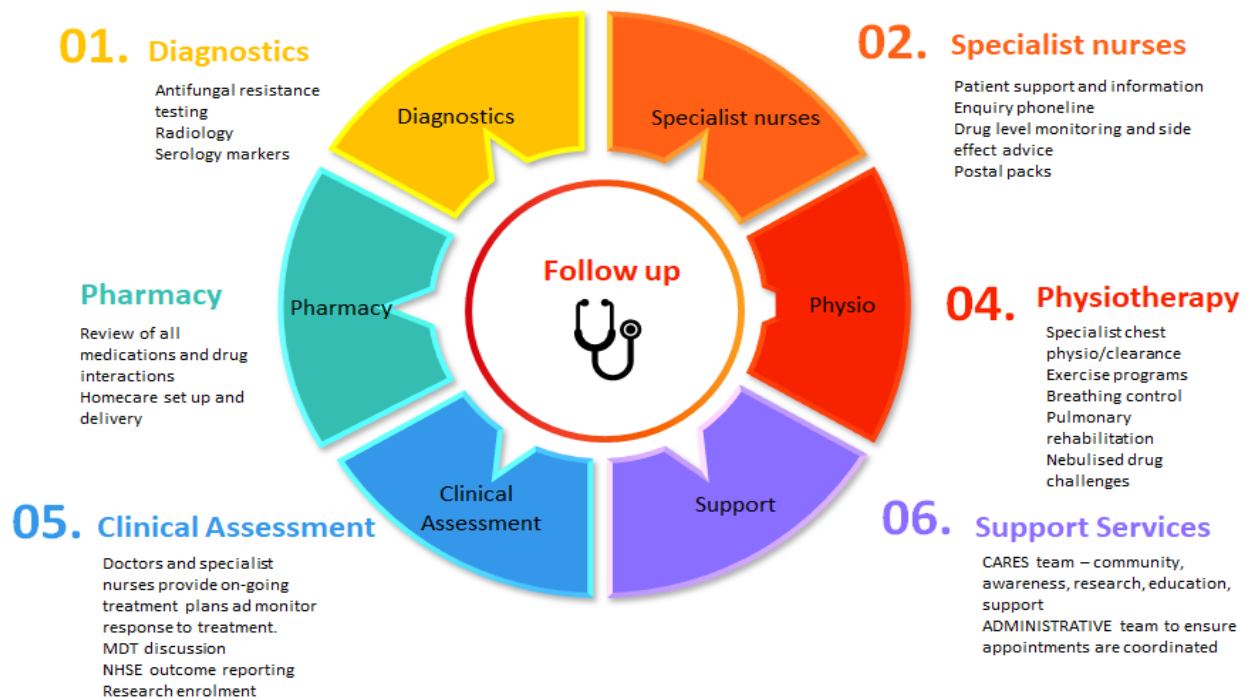 01. Diagnostics
Antifungal resistance
testing
Radiology
Serology markers
02. Specialist nurses
Patient support and information
Enquiry phoneline
Drug level monitoring and side
effect advice
Postal packs
Diagnostics
Specialist nurses
Pharmacy
Review of all
medications and drug
interactions
Homecare set up and
delivery
Pharmacy
Follow up
Physio
04. Physiotherapy
Specialist chest
physio/clearance
Exercise programs
Breathing control
Pulmonary
rehabilitation
Nebulised drug
challenges
Clinical
Assessment
Support
05. Clinical Assessment
Doctors and specialist
nurses provide on-going
treatment plans ad monitor
response to treatment.
MDT discussion
NHSE outcome reporting
Research enrolment
06. Support Services
CARES team – community,
awareness, research, education,
support
ADMINISTRATIVE team to ensure
appointments are coordinated